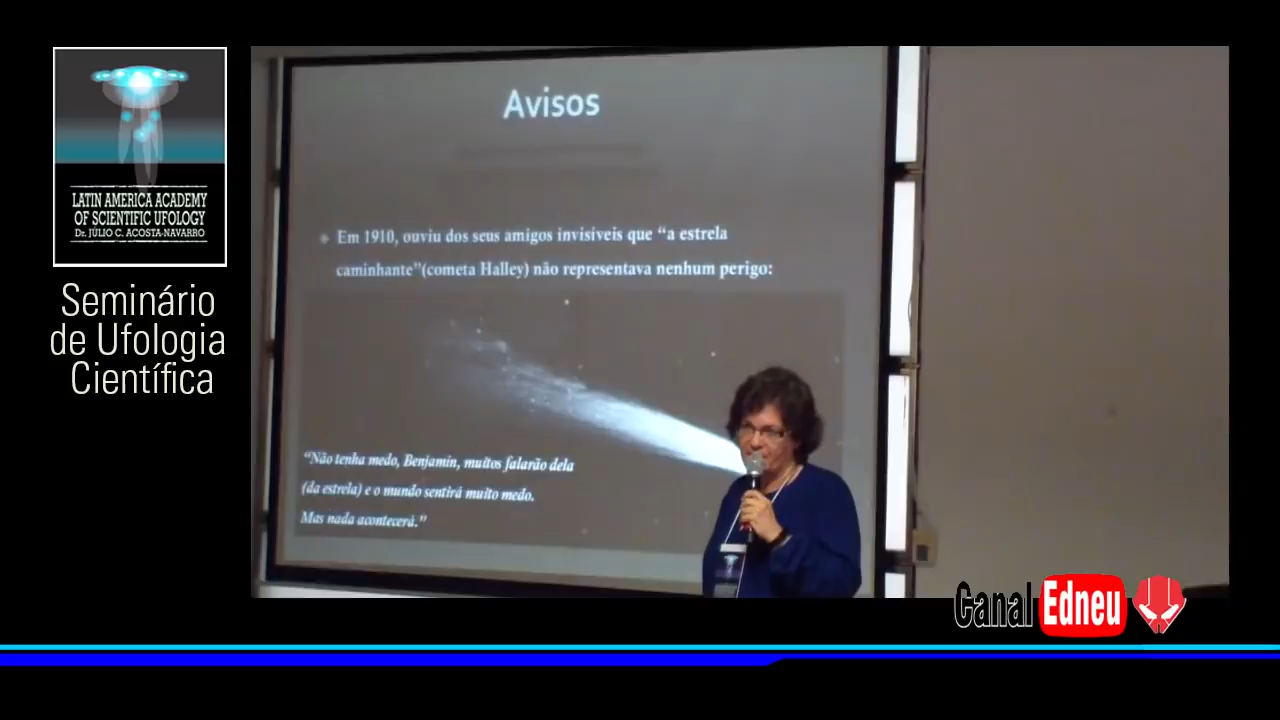 LATIN AMERICA ACADEMY
OF SCIENTIFIC UFOLOGY
Dr. JÚLIO C. ACOSTA-NAVARRO
Seminário
de Ufologia
Científica
Avisos
Em 1910, ouviu dos seus amigos invisíveis que “a estrela
caminhante”(cometa Halley) não representava nenhum perigo:
“Não tenha medo, Benjamin, muitos falarão dela
(da estrela) e o mundo sentirá muito medo.
Mas nada acontecerá.”
Canal Edneu